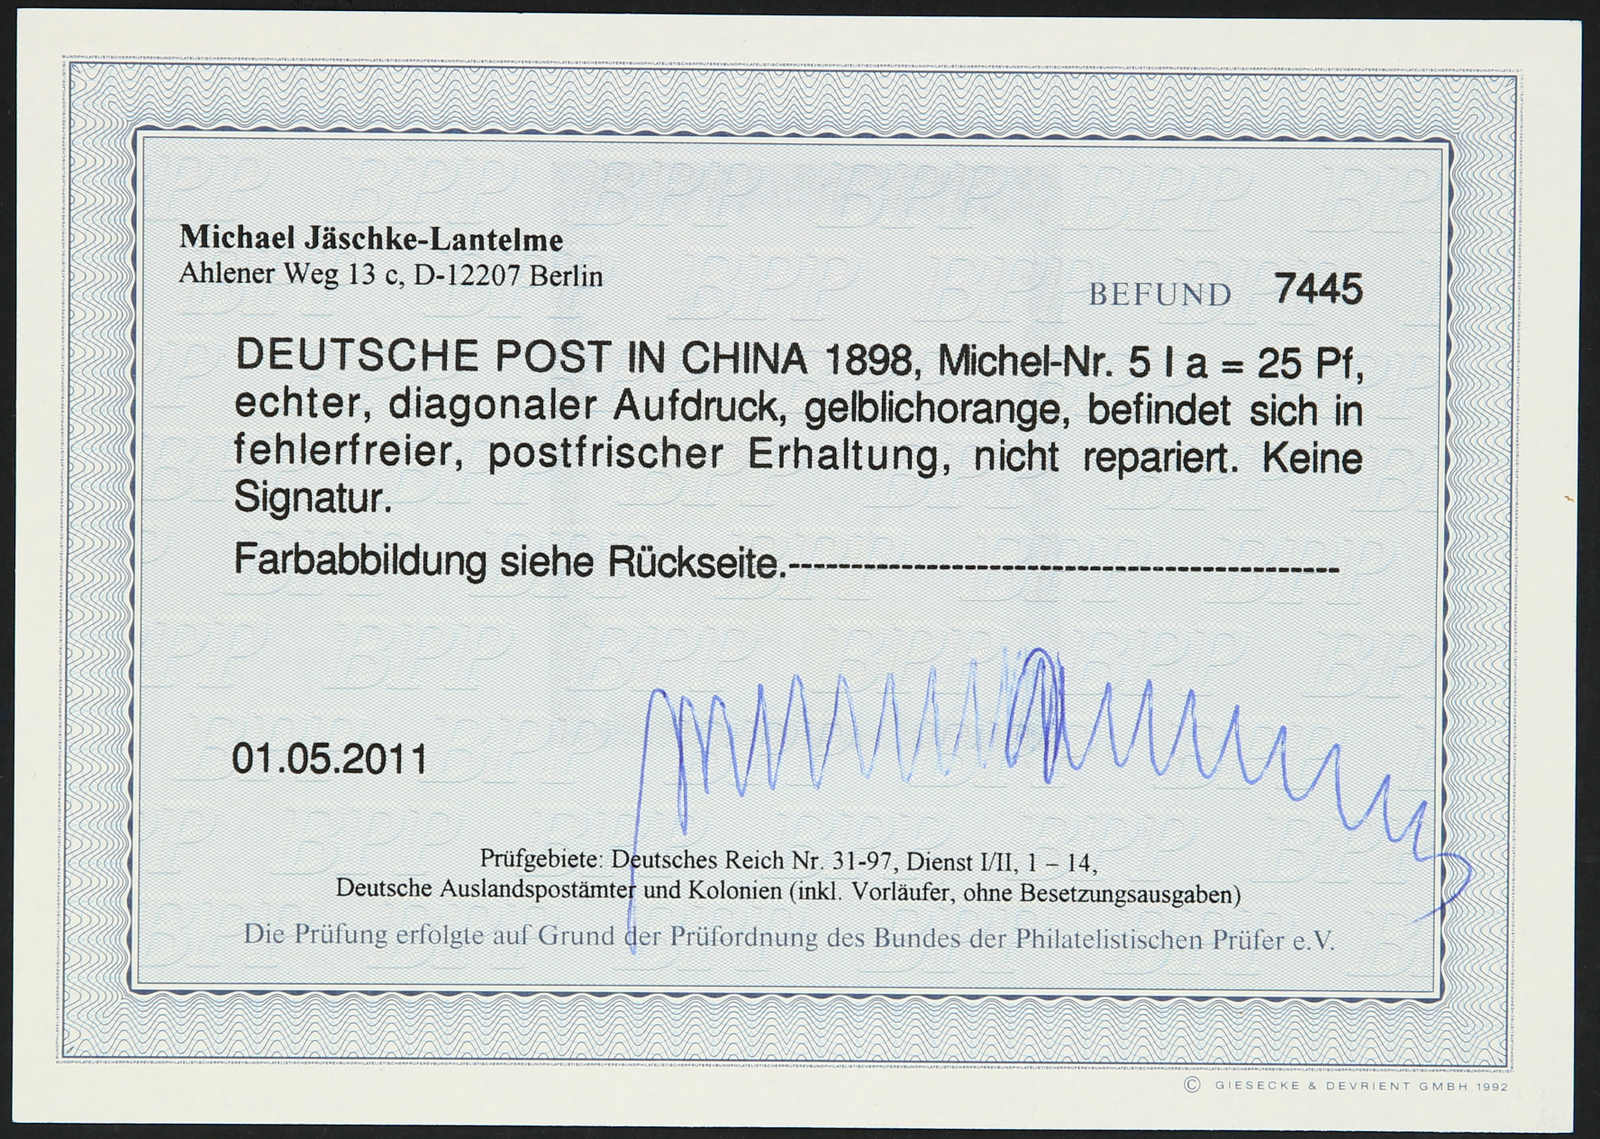 Michael Jäschke-Lantelme
Ahlener Weg 13 c, D-12207 Berlin
BEFUND 7445
DEUTSCHE POST IN CHINA 1898, Michel-Nr. 5 I a = 25 Pf,
echter, diagonaler Aufdruck, gelblichorange, befindet sich in
fehlerfreier, postfrischer Erhaltung, nicht repariert. Keine
Signatur.
Farbabbildung siehe Rückseite.--------------------------------------------
01.05.2011
Prüfgebiete: Deutsches Reich Nr. 31-97, Dienst I/II, 1 – 14,
Deutsche Auslandspostämter und Kolonien (inkl. Vorläufer, ohne Besetzungsausgaben)
Die Prüfung erfolgte auf Grund der Prüfordnung des Bundes der Philatelistischen Prüfer e.V.
© GIESECKE & DEVRIENT GMBH 1992